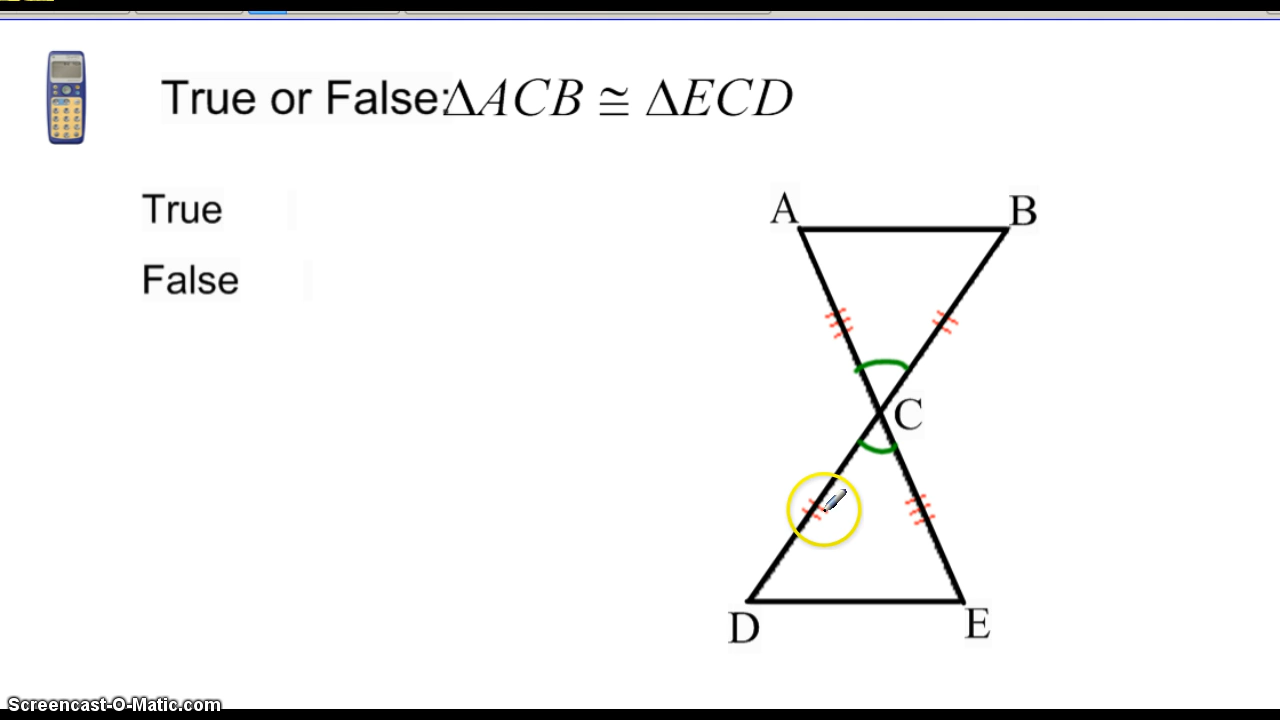 True or False: ΔACB ≅ ΔECD
True
False
A
B
C
D
E
Screencast-O-Matic.com